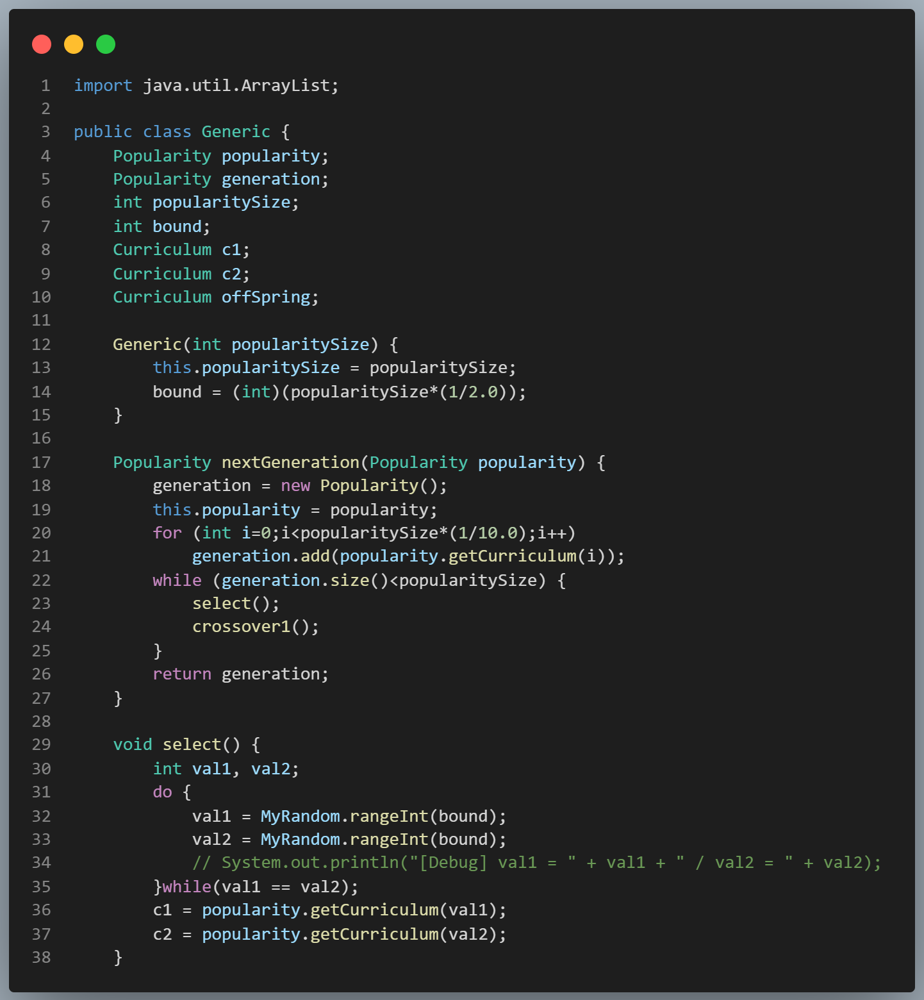 1 import java.util.ArrayList;
2
3 public class Generic {
4     Popularity popularity;
5     Popularity generation;
6     int popularitySize;
7     int bound;
8     Curriculum c1;
9     Curriculum c2;
10     Curriculum offSpring;
11
12     Generic(int popularitySize) {
13         this.popularitySize = popularitySize;
14         bound = (int)(popularitySize*(1/2.0));
15     }
16
17     Popularity nextGeneration(Popularity popularity) {
18         generation = new Popularity();
19         this.popularity = popularity;
20         for (int i=0;i<popularitySize*(1/10.0);i++)
21             generation.add(popularity.getCurriculum(i));
22         while (generation.size()<popularitySize) {
23             select();
24             crossover1();
25         }
26         return generation;
27     }
28
29     void select() {
30         int val1, val2;
31         do {
32             val1 = MyRandom.rangeInt(bound);
33             val2 = MyRandom.rangeInt(bound);
34             // System.out.println("[Debug] val1 = " + val1 + " / val2 = " + val2);
35         }while(val1 == val2);
36         c1 = popularity.getCurriculum(val1);
37         c2 = popularity.getCurriculum(val2);
38     }